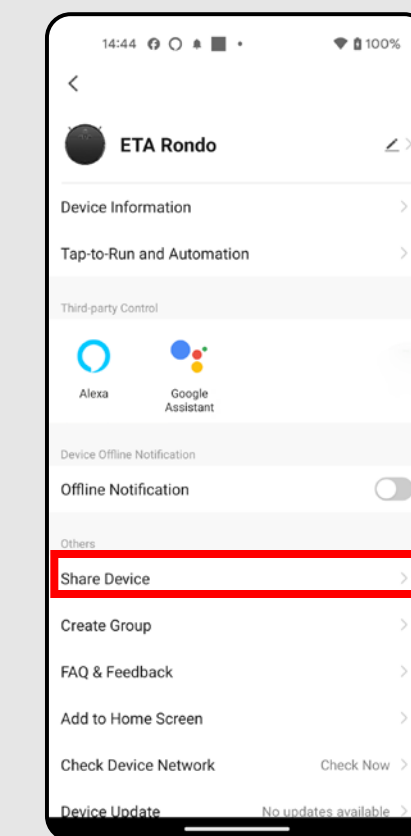 14:44
100%
ETA Rondo
Device Information
Tap-to-Run and Automation
Third-party Control
Alexa
Google
Assistant
Device Offline Notification
Offline Notification
Others
Share Device
Create Group
FAQ & Feedback
Add to Home Screen
Check Device Network Check Now
Device Update No updates available